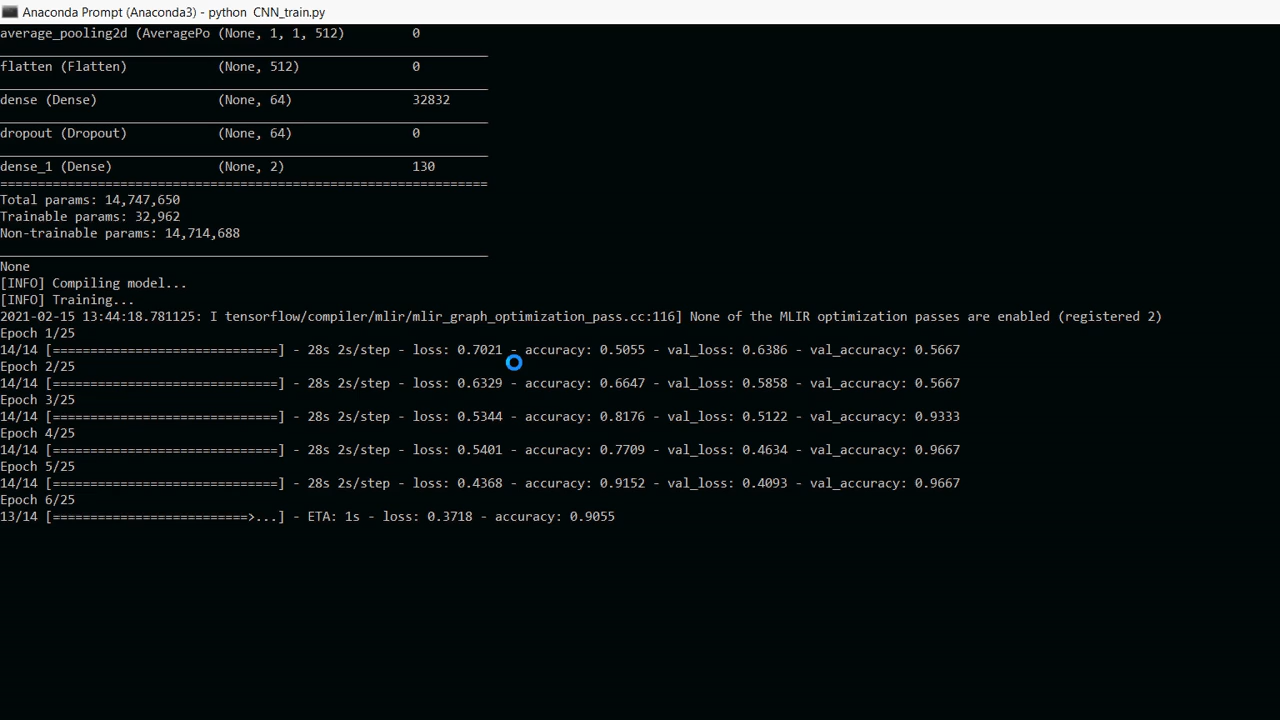 Anaconda Prompt (Anaconda3) - python  CNN_train.py
average_pooling2d (AveragePo (None, 1, 1, 512)         0
_________________________________________________________________
flatten (Flatten)            (None, 512)               0
_________________________________________________________________
dense (Dense)                (None, 64)                32832
_________________________________________________________________
dropout (Dropout)            (None, 64)                0
_________________________________________________________________
dense_1 (Dense)              (None, 2)                 130
=================================================================
Total params: 14,747,650
Trainable params: 32,962
Non-trainable params: 14,714,688
_________________________________________________________________
None
[INFO] Compiling model...
[INFO] Training...
2021-02-15 13:44:18.781125: I tensorflow/compiler/mlir/mlir_graph_optimization_pass.cc:116] None of the MLIR optimization passes are enabled (registered 2)
Epoch 1/25
14/14 [==============================] - 28s 2s/step - loss: 0.7021 - accuracy: 0.5055 - val_loss: 0.6386 - val_accuracy: 0.5667
Epoch 2/25
14/14 [==============================] - 28s 2s/step - loss: 0.6329 - accuracy: 0.6647 - val_loss: 0.5858 - val_accuracy: 0.5667
Epoch 3/25
14/14 [==============================] - 28s 2s/step - loss: 0.5344 - accuracy: 0.8176 - val_loss: 0.5122 - val_accuracy: 0.9333
Epoch 4/25
14/14 [==============================] - 28s 2s/step - loss: 0.5401 - accuracy: 0.7709 - val_loss: 0.4634 - val_accuracy: 0.9667
Epoch 5/25
14/14 [==============================] - 28s 2s/step - loss: 0.4368 - accuracy: 0.9152 - val_loss: 0.4093 - val_accuracy: 0.9667
Epoch 6/25
13/14 [==========================>...] - ETA: 1s - loss: 0.3718 - accuracy: 0.9055